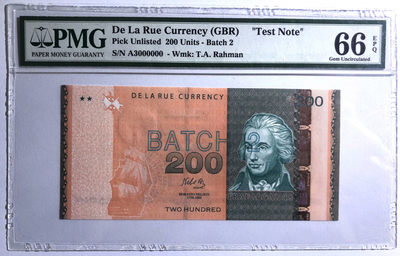 PMG
PAPER MONEY GUARANTY
De La Rue Currency (GBR) "Test Note"
Pick Unlisted 200 Units - Batch 2
S/N A3000000 - Wmk: T.A. Rahman
66 EPQ
Gem Uncirculated
DE LA RUE CURRENCY
BATCH
200
TWO HUNDRED